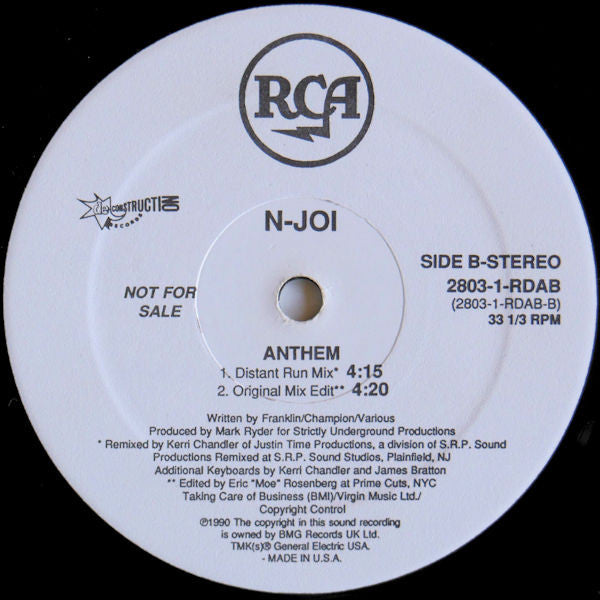 RCA
deCONSTRUCTION
RECORDS
N-JOI
SIDE B-STEREO
2803-1-RDAB
(2803-1-RDAB-B)
33 1/3 RPM
NOT FOR
SALE
ANTHEM
1. Distant Run Mix* 4:15
2. Original Mix Edit** 4:20
Written by Franklin/Champion/Various
Produced by Mark Ryder for Strictly Underground Productions
* Remixed by Kerri Chandler of Justin Time Productions, a division of S.R.P. Sound
Productions Remixed at S.R.P. Sound Studios, Plainfield, NJ
Additional Keyboards by Kerri Chandler and James Bratton
** Edited by Eric "Moe" Rosenberg at Prime Cuts, NYC
Taking Care of Business (BMI)/Virgin Music Ltd./
Copyright Control
℗1990 The copyright in this sound recording
is owned by BMG Records UK Ltd.
TMK(s)® General Electric USA.
- MADE IN U.S.A.